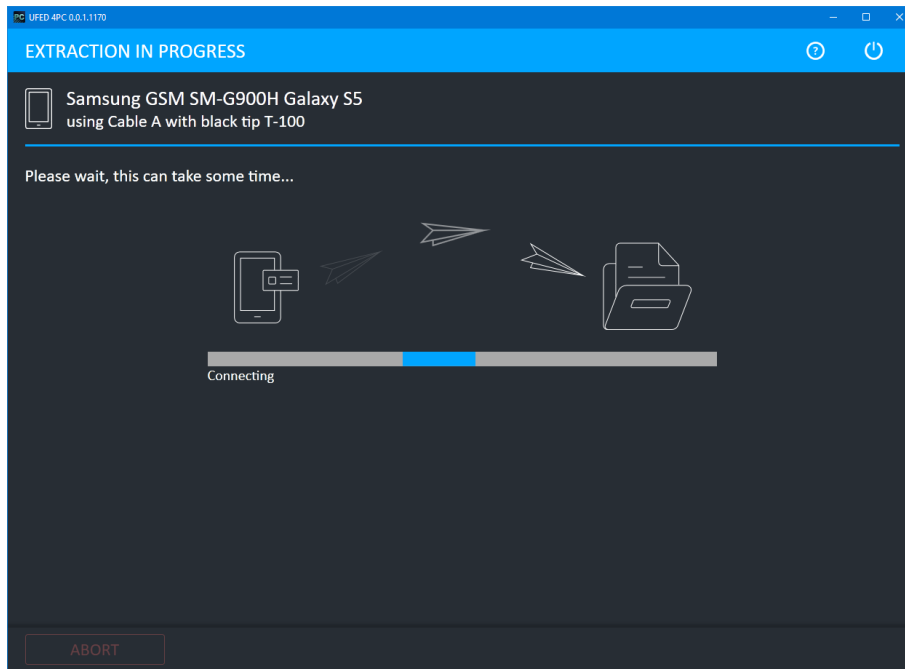 PC UFED 4PC 0.0.1.1170
EXTRACTION IN PROGRESS
Samsung GSM SM-G900H Galaxy S5
using Cable A with black tip T-100
Please wait, this can take some time...
Connecting
ABORT